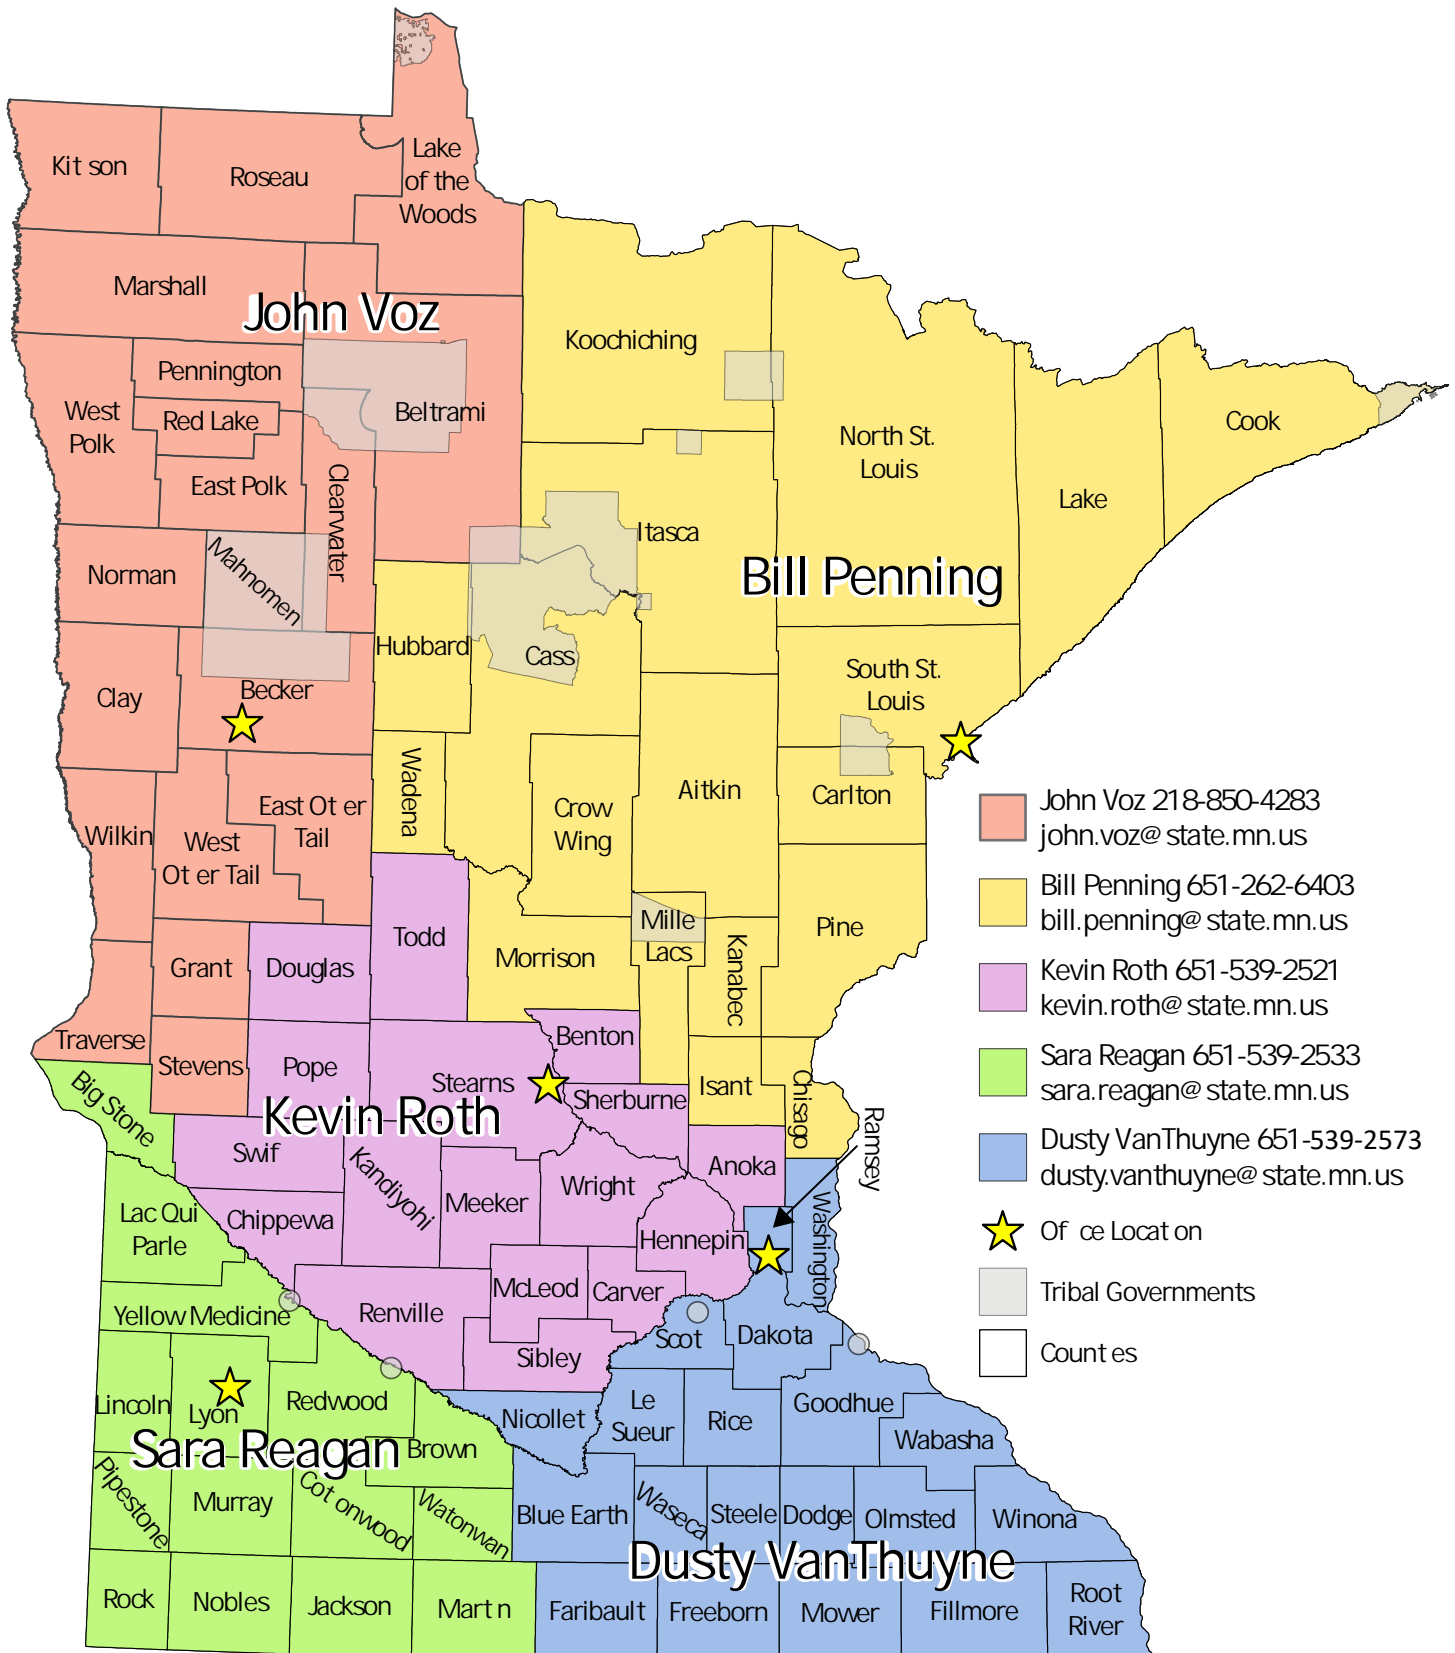 Kit son
Roseau
Lake
of the
Woods
Marshall
John Voz
Koochiching
Pennington
West
Polk
Red Lake
Beltrami
East Polk
Clearwater
North St.
Louis
Cook
Lake
Itasca
Norman
Mahnomen
Bill Penning
Hubbard
Cass
South St.
Louis
Clay
Becker
Wadena
Aitkin
Carlton
Crow
Wing
East Ot er
Tail
Wilkin
West
Ot er Tail
Todd
Mille
Lacs
Kanabec
Pine
Morrison
Grant
Douglas
Traverse
Stevens
Pope
Benton
Stearns
Sherburne
Isant
Chisago
Ramsey
Big Stone
Kevin Roth
Swif
Kandiyohi
Meeker
Wright
Anoka
Washington
Lac Qui
Parle
Chippewa
Hennepin
McLeod
Carver
Yellow Medicine
Renville
Sibley
Scot
Dakota
Lincoln
Lyon
Redwood
Nicollet
Le
Sueur
Rice
Goodhue
Wabasha
Sara Reagan
Brown
Pipestone
Murray
Cot onwood
Watonwan
Blue Earth
Waseca
Steele
Dodge
Olmsted
Winona
Dusty VanThuyne
Rock
Nobles
Jackson
Mart n
Faribault
Freeborn
Mower
Fillmore
Root
River
John Voz 218-850-4283
john.voz@state.mn.us
Bill Penning 651-262-6403
bill.penning@state.mn.us
Kevin Roth 651-539-2521
kevin.roth@state.mn.us
Sara Reagan 651-539-2533
sara.reagan@state.mn.us
Dusty VanThuyne 651-539-2573
dusty.vanthuyne@state.mn.us
Of ce Locat on
Tribal Governments
Count es